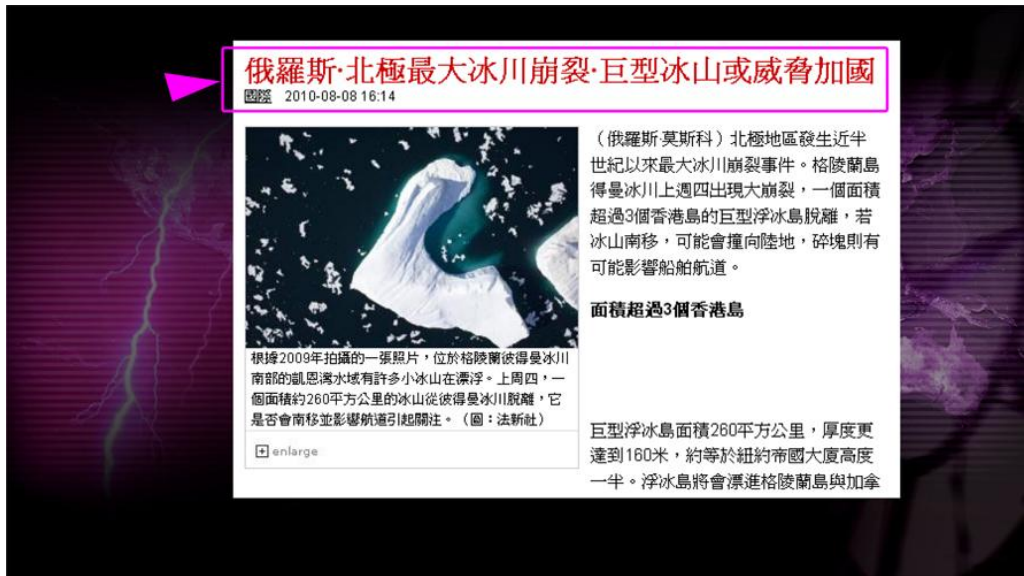 俄羅斯‧北極最大冰川崩裂‧巨型冰山或威脅加國
國際 2010-08-08 16:14
（俄羅斯‧莫斯科）北極地區發生近半
世紀以來最大冰川崩裂事件。格陵蘭島
得曼冰川上週四出現大崩裂，一個面積
超過3個香港島的巨型浮冰島脫離，若
冰山南移，可能會撞向陸地，碎塊則有
可能影響船舶航道。
面積超過3個香港島
巨型浮冰島面積260平方公里，厚度更
達到160米，約等於紐約帝國大廈高度
一半。浮冰島將會漂進格陵蘭島與加拿
根據2009年拍攝的一張照片，位於格陵蘭彼得曼冰川
南部的凱恩灣水域有許多小冰山在漂浮。上周四，一
個面積約260平方公里的冰山從彼得曼冰川脫離，它
是否會南移並影響航道引起關注。（圖：法新社）
enlarge